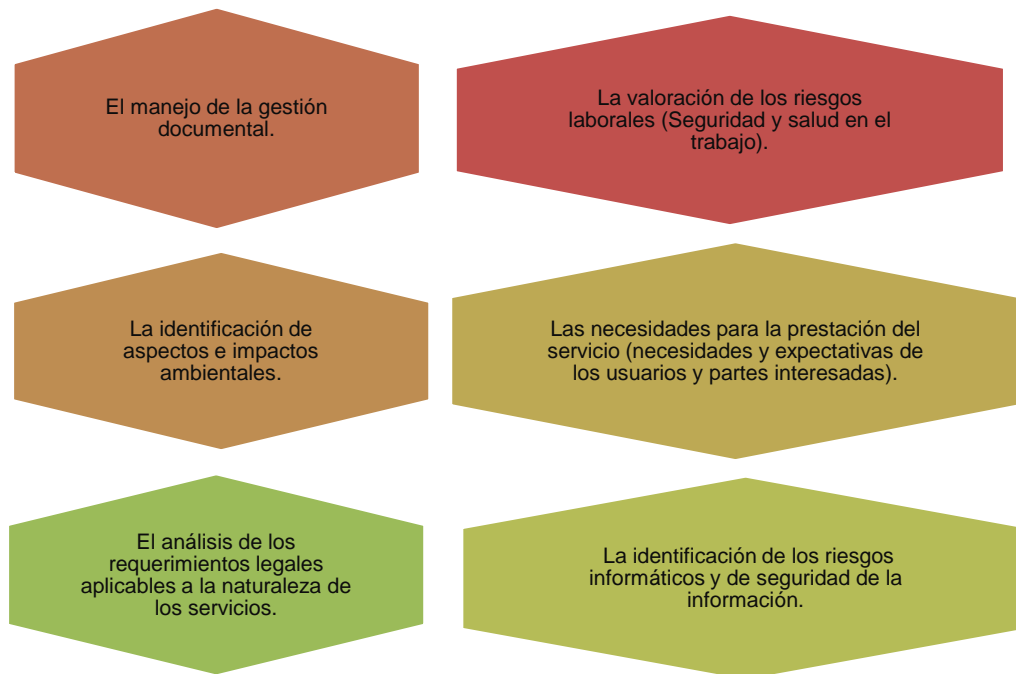 El manejo de la gestión
documental.
La valoración de los riesgos
laborales (Seguridad y salud en el
trabajo).
La identificación de
aspectos e impactos
ambientales.
Las necesidades para la prestación del
servicio (necesidades y expectativas de
los usuarios y partes interesadas).
El análisis de los
requerimientos legales
aplicables a la naturaleza de
los servicios.
La identificación de los riesgos
informáticos y de seguridad de la
información.